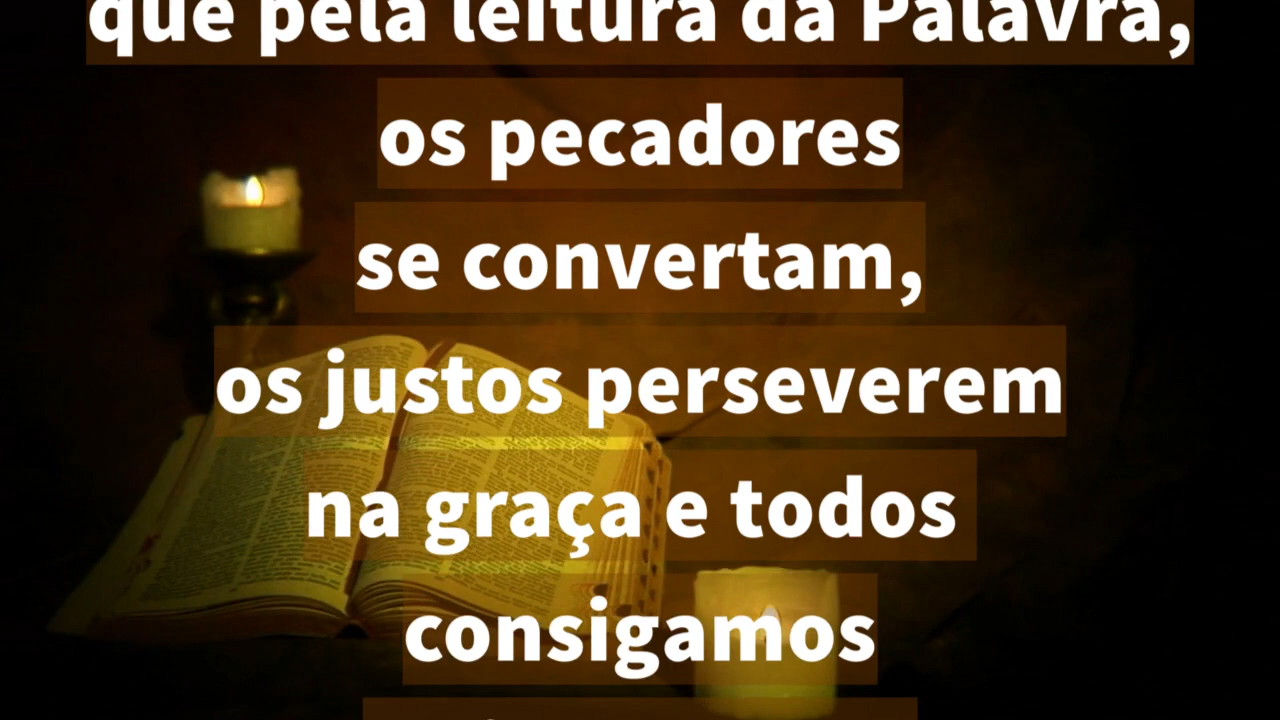 que pela leitura da Palavra,
os pecadores
se convertam,
os justos perseverem
na graça e todos
consigamos